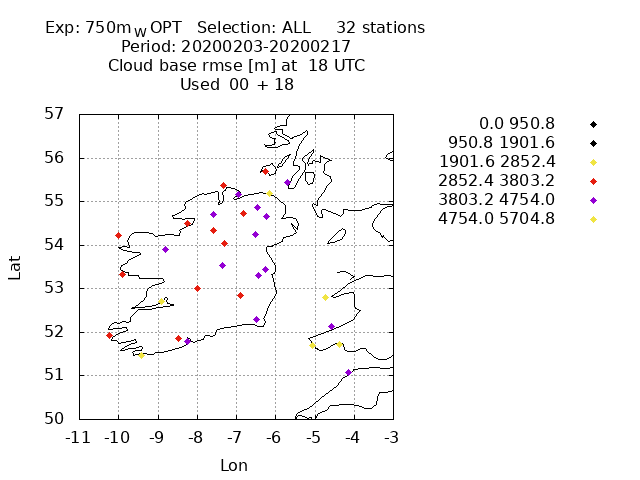 Exp: 750m_W OPT   Selection: ALL     32 stations
Period: 20200203-20200217
Cloud base rmse [m] at  18 UTC
Used  00 + 18
0.0 950.8
950.8 1901.6
1901.6 2852.4
2852.4 3803.2
3803.2 4754.0
4754.0 5704.8
57
56
55
54
53
52
51
50
Lat
-11 -10 -9 -8 -7 -6 -5 -4 -3
Lon